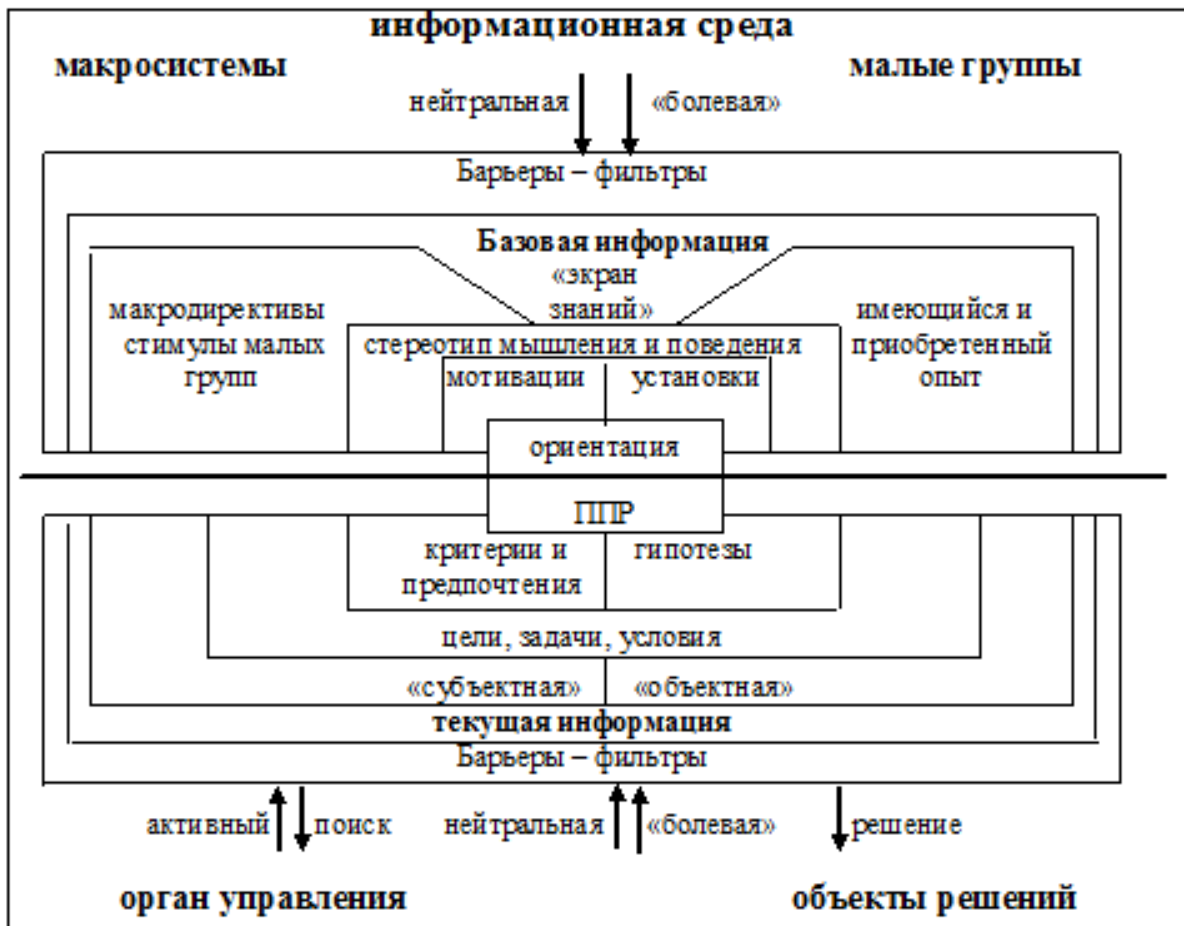 информационная среда
макросистемы
малые группы
нейтральная
«болевая»
Барьеры – фильтры
Базовая информация
«экран
знаний»
макродирективы
стимулы малых
групп
имеющийся и
приобретенный
опыт
стереотип мышления и поведения
мотивации
установки
ориентация
ППР
критерии и
предпочтения
гипотезы
цели, задачи, условия
«субъектная»
«объектная»
текущая информация
Барьеры – фильтры
активный
поиск
нейтральная
«болевая»
решение
орган управления
объекты решений